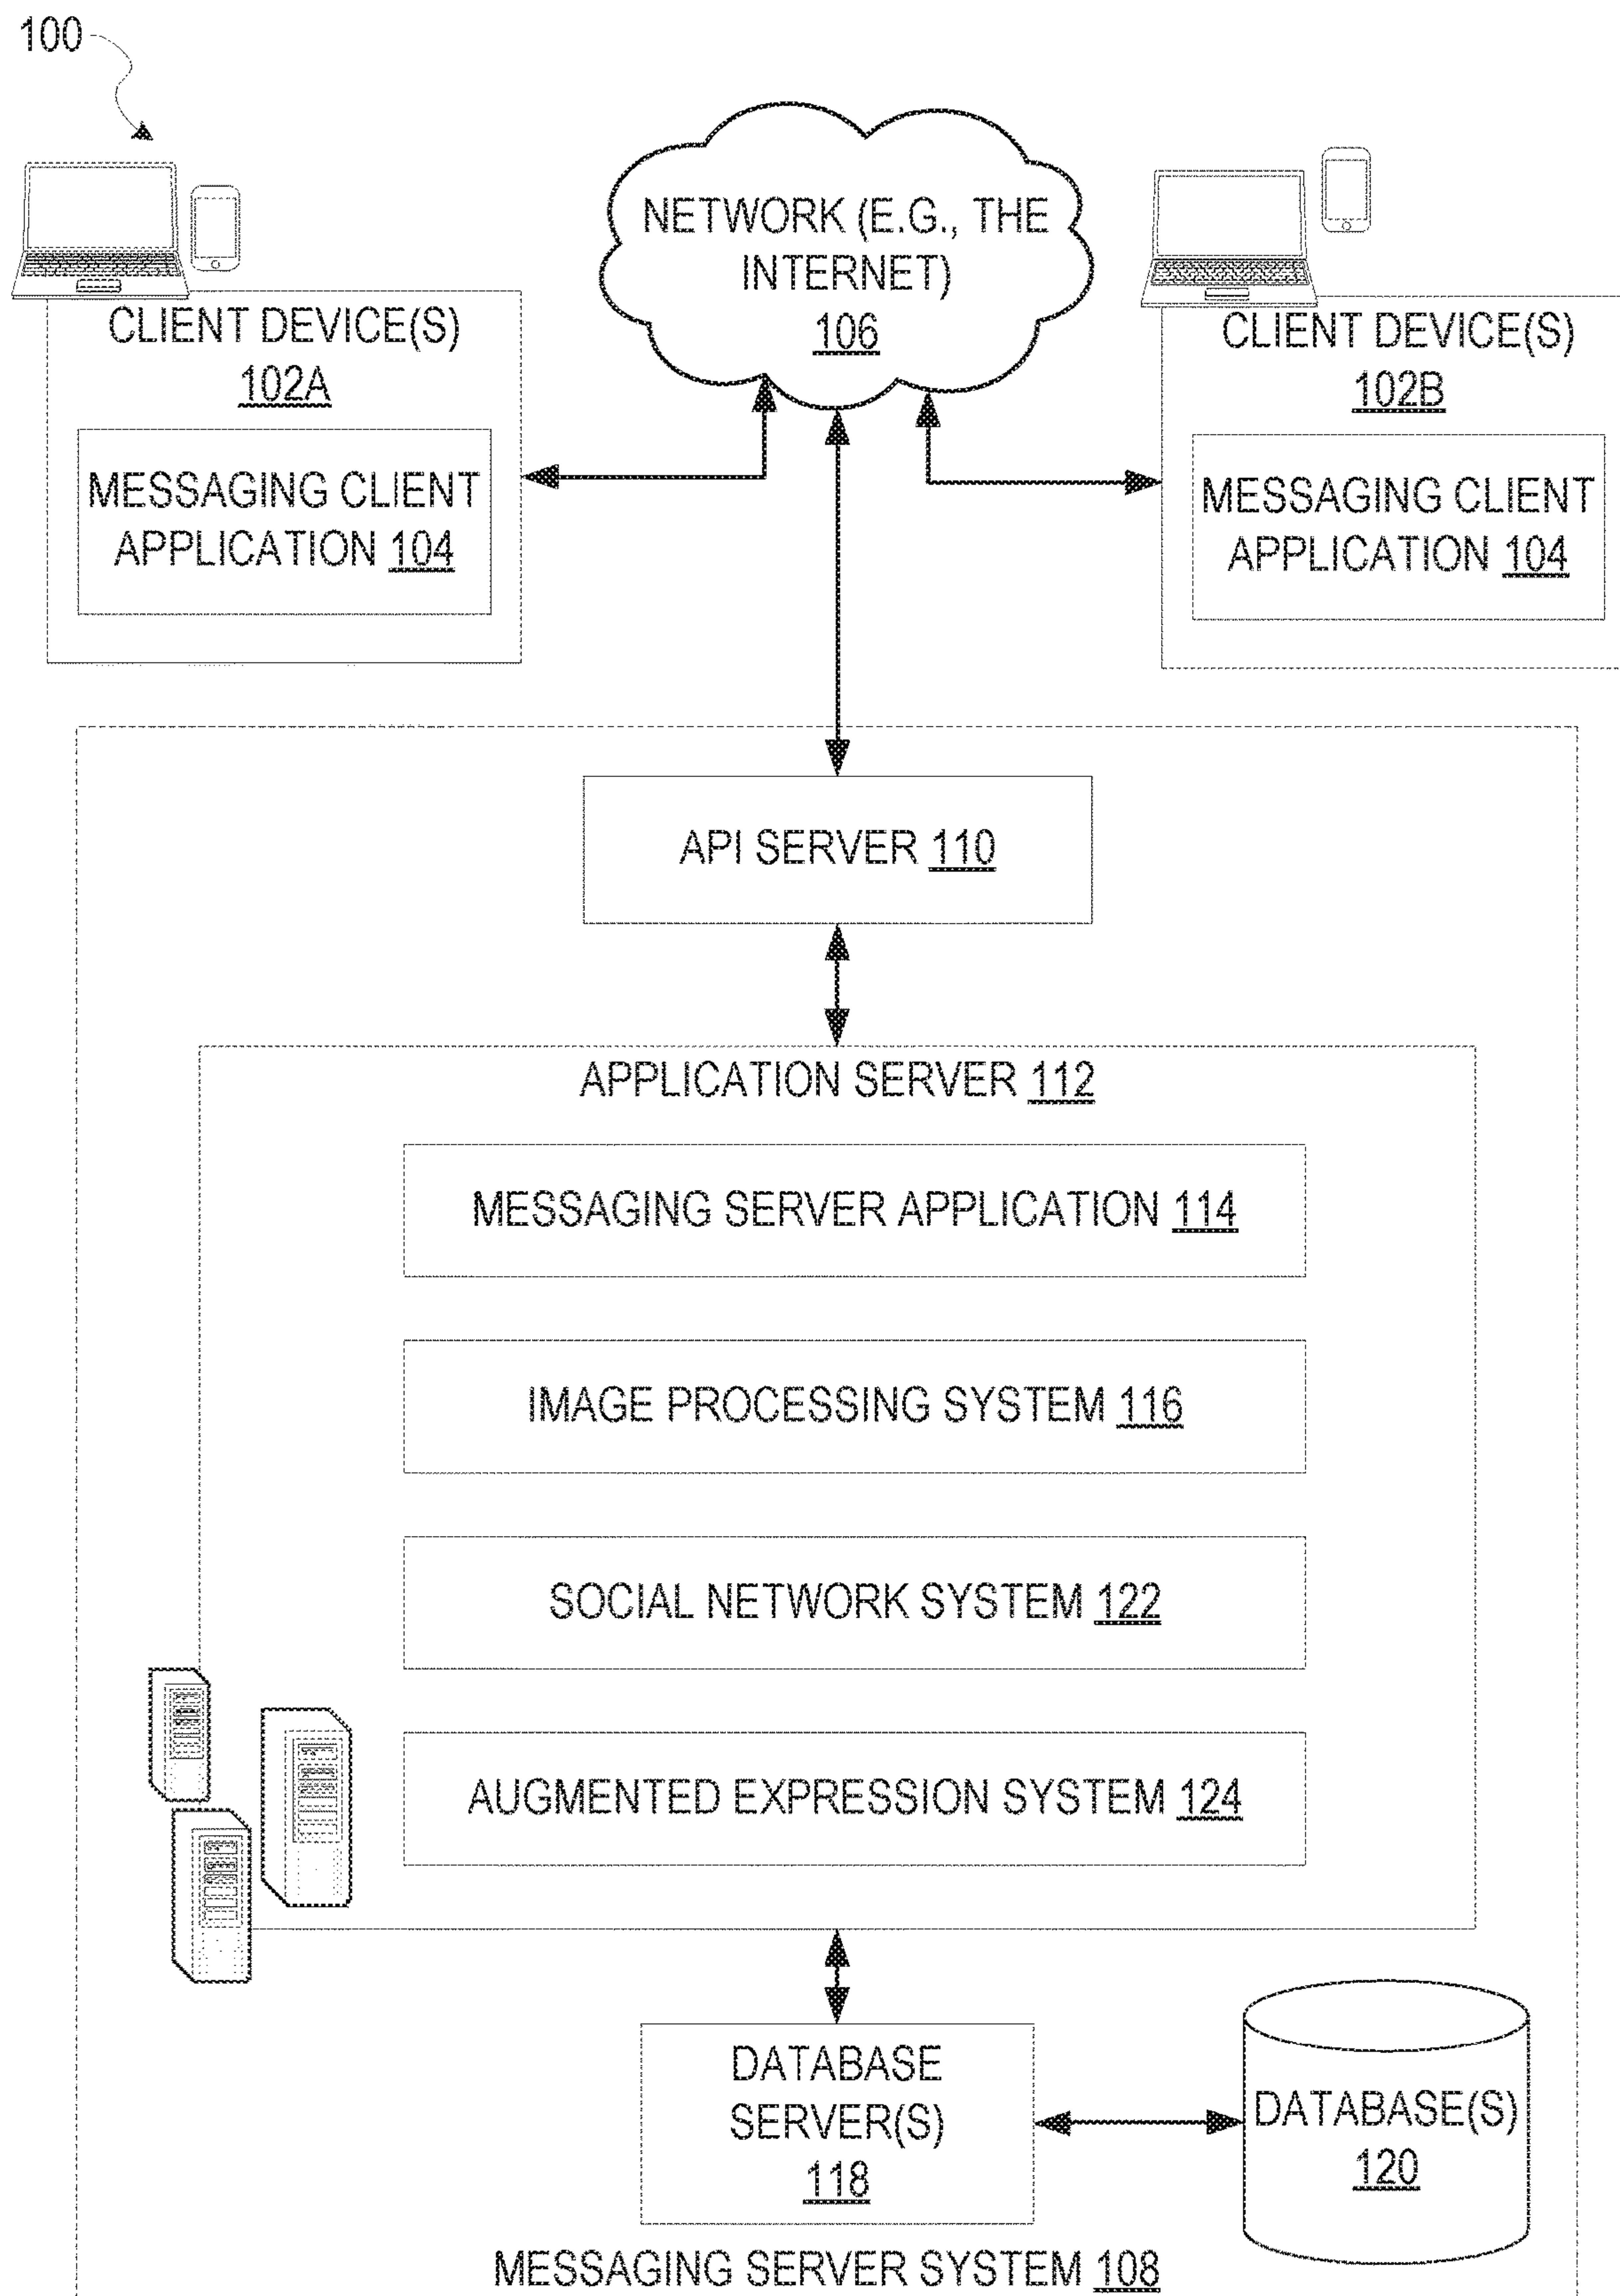 100
NETWORK (E.G., THE
INTERNET)
106
CLIENT DEVICE(S)
102A
MESSAGING CLIENT
APPLICATION 104
CLIENT DEVICE(S)
102B
MESSAGING CLIENT
APPLICATION 104
API SERVER 110
APPLICATION SERVER 112
MESSAGING SERVER APPLICATION 114
IMAGE PROCESSING SYSTEM 116
SOCIAL NETWORK SYSTEM 122
AUGMENTED EXPRESSION SYSTEM 124
DATABASE
SERVER(S)
118
DATABASE(S)
120
MESSAGING SERVER SYSTEM 108